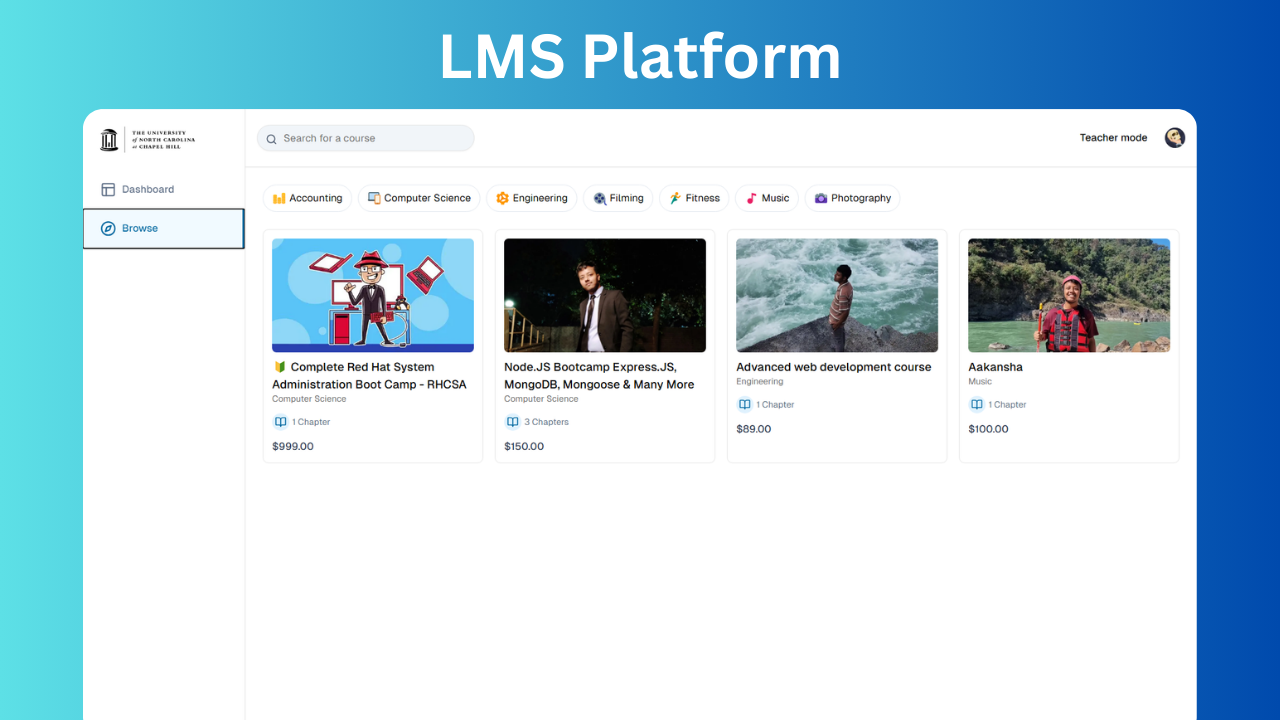 LMS Platform
THE UNIVERSITY
of NORTH CAROLINA
at CHAPEL HILL
Search for a course
Teacher mode
Dashboard
Browse
Accounting
Computer Science
Engineering
Filming
Fitness
Music
Photography
Complete Red Hat System
Administration Boot Camp - RHCSA
Computer Science
1 Chapter
$999.00
Node.JS Bootcamp Express.JS,
MongoDB, Mongoose & Many More
Computer Science
3 Chapters
$150.00
Advanced web development course
Engineering
1 Chapter
$89.00
Aakansha
Music
1 Chapter
$100.00